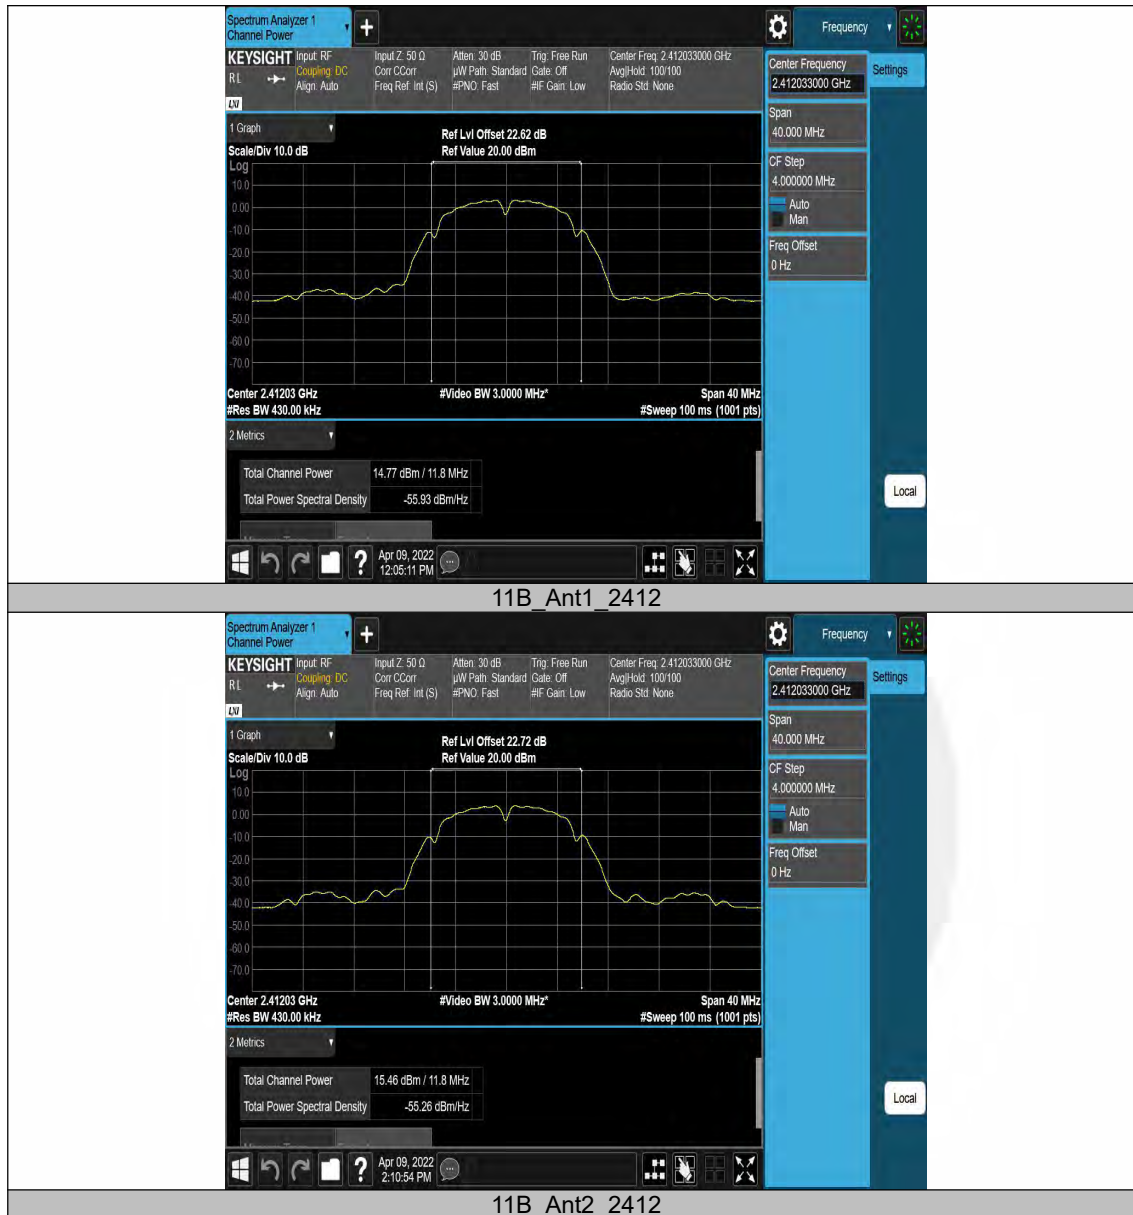 Spectrum Analyzer 1
Channel Power
Frequency
KEYSIGHT
RL
LXI
Input: RF
Coupling: DC
Align: Auto
Input Z: 50 Ω
Corr CCorr
Freq Ref: Int (S)
Atten: 30 dB
µW Path: Standard
#PNO: Fast
Trig: Free Run
Gate: Off
#IF Gain: Low
Center Freq: 2.412033000 GHz
Avg|Hold: 100/100
Radio Std: None
Center Frequency
2.412033000 GHz
Settings
Span
40.000 MHz
CF Step
4.000000 MHz
Auto
Man
Freq Offset
0 Hz
Local
1 Graph
Scale/Div 10.0 dB
Ref Lvl Offset 22.62 dB
Ref Value 20.00 dBm
Log
10.0
0.00
-10.0
-20.0
-30.0
-40.0
-50.0
-60.0
-70.0
Center 2.41203 GHz
#Video BW 3.0000 MHz*
Span 40 MHz
#Res BW 430.00 kHz
#Sweep 100 ms (1001 pts)
2 Metrics
Total Channel Power 14.77 dBm / 11.8 MHz
Total Power Spectral Density -55.93 dBm/Hz
Apr 09, 2022
12:05:11 PM
11B_Ant1_2412
Spectrum Analyzer 1
Channel Power
Frequency
KEYSIGHT
RL
LXI
Input: RF
Coupling: DC
Align: Auto
Input Z: 50 Ω
Corr CCorr
Freq Ref: Int (S)
Atten: 30 dB
µW Path: Standard
#PNO: Fast
Trig: Free Run
Gate: Off
#IF Gain: Low
Center Freq: 2.412033000 GHz
Avg|Hold: 100/100
Radio Std: None
Center Frequency
2.412033000 GHz
Settings
Span
40.000 MHz
CF Step
4.000000 MHz
Auto
Man
Freq Offset
0 Hz
Local
1 Graph
Scale/Div 10.0 dB
Ref Lvl Offset 22.72 dB
Ref Value 20.00 dBm
Log
10.0
0.00
-10.0
-20.0
-30.0
-40.0
-50.0
-60.0
-70.0
Center 2.41203 GHz
#Video BW 3.0000 MHz*
Span 40 MHz
#Res BW 430.00 kHz
#Sweep 100 ms (1001 pts)
2 Metrics
Total Channel Power 15.46 dBm / 11.8 MHz
Total Power Spectral Density -55.26 dBm/Hz
Apr 09, 2022
2:10:54 PM
11B_Ant2_2412